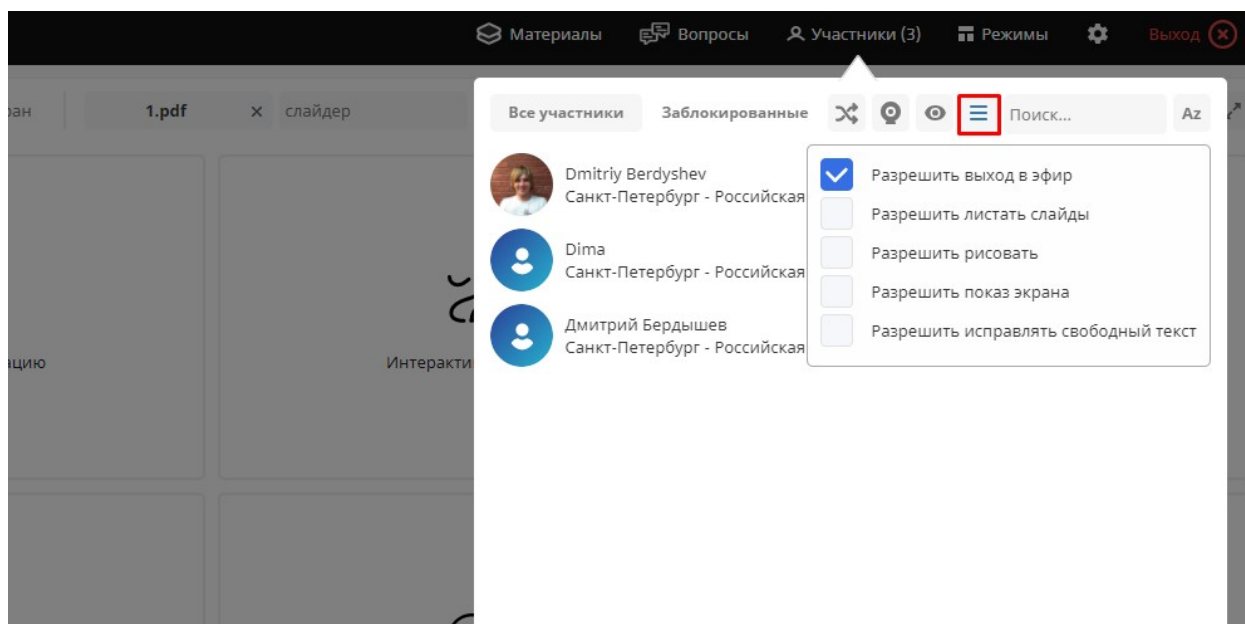 Материалы Вопросы Участники (3) Режимы Выход
ран 1.pdf × слайдер
Все участники Заблокированные Поиск... Az
Dmitriy Berdyshev
Санкт-Петербург - Российская
Dima
Санкт-Петербург - Российская
Дмитрий Бердышев
Санкт-Петербург - Российская
Разрешить выход в эфир
Разрешить листать слайды
Разрешить рисовать
Разрешить показ экрана
Разрешить исправлять свободный текст
цию Интеракти